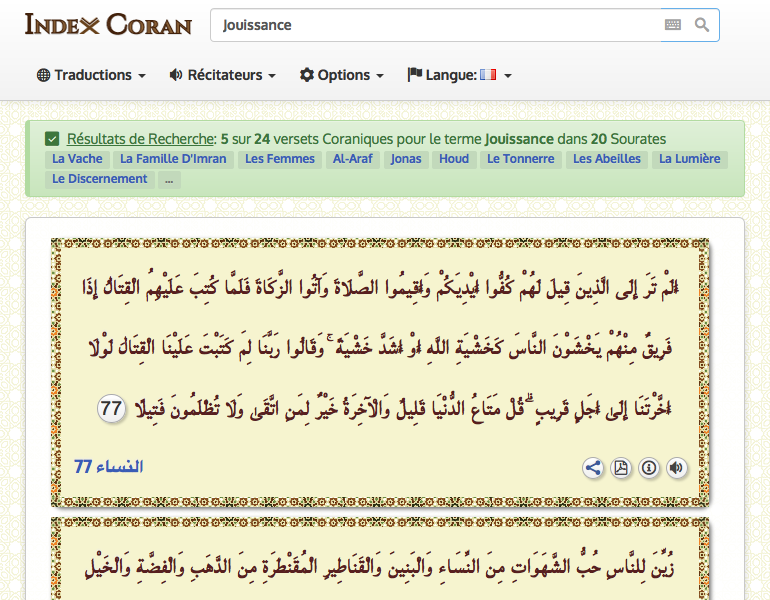 INDEX CORAN
Jouissance
Traductions Récitateurs Options Langue:
Résultats de Recherche: 5 sur 24 versets Coraniques pour le terme Jouissance dans 20 Sourates
La Vache La Famille D'Imran Les Femmes Al-Araf Jonas Houd Le Tonnerre Les Abeilles La Lumière
Le Discernement ...
أَلَمْ تَرَ إِلَى الَّذِينَ قِيلَ لَهُمْ كُفُّوا أَيْدِيَكُمْ وَأَقِيمُوا الصَّلَاةَ وَآتُوا الزَّكَاةَ فَلَمَّا كُتِبَ عَلَيْهِمُ الْقِتَالُ إِذَا
فَرِيقٌ مِنْهُمْ يَخْشَوْنَ النَّاسَ كَخَشْيَةِ اللَّهِ أَوْ أَشَدَّ خَشْيَةً ۚ وَقَالُوا رَبَّنَا لِمَ كَتَبْتَ عَلَيْنَا الْقِتَالَ لَوْلَا
أَخَّرْتَنَا إِلَىٰ أَجَلٍ قَرِيبٍ ۗ قُلْ مَتَاعُ الدُّنْيَا قَلِيلٌ وَالْآخِرَةُ خَيْرٌ لِمَنِ اتَّقَىٰ وَلَا تُظْلَمُونَ فَتِيلًا 77
النساء 77
زُيِّنَ لِلنَّاسِ حُبُّ الشَّهَوَاتِ مِنَ النِّسَاءِ وَالْبَنِينَ وَالْقَنَاطِيرِ الْمُقَنْطَرَةِ مِنَ الذَّهَبِ وَالْفِضَّةِ وَالْخَيْلِ